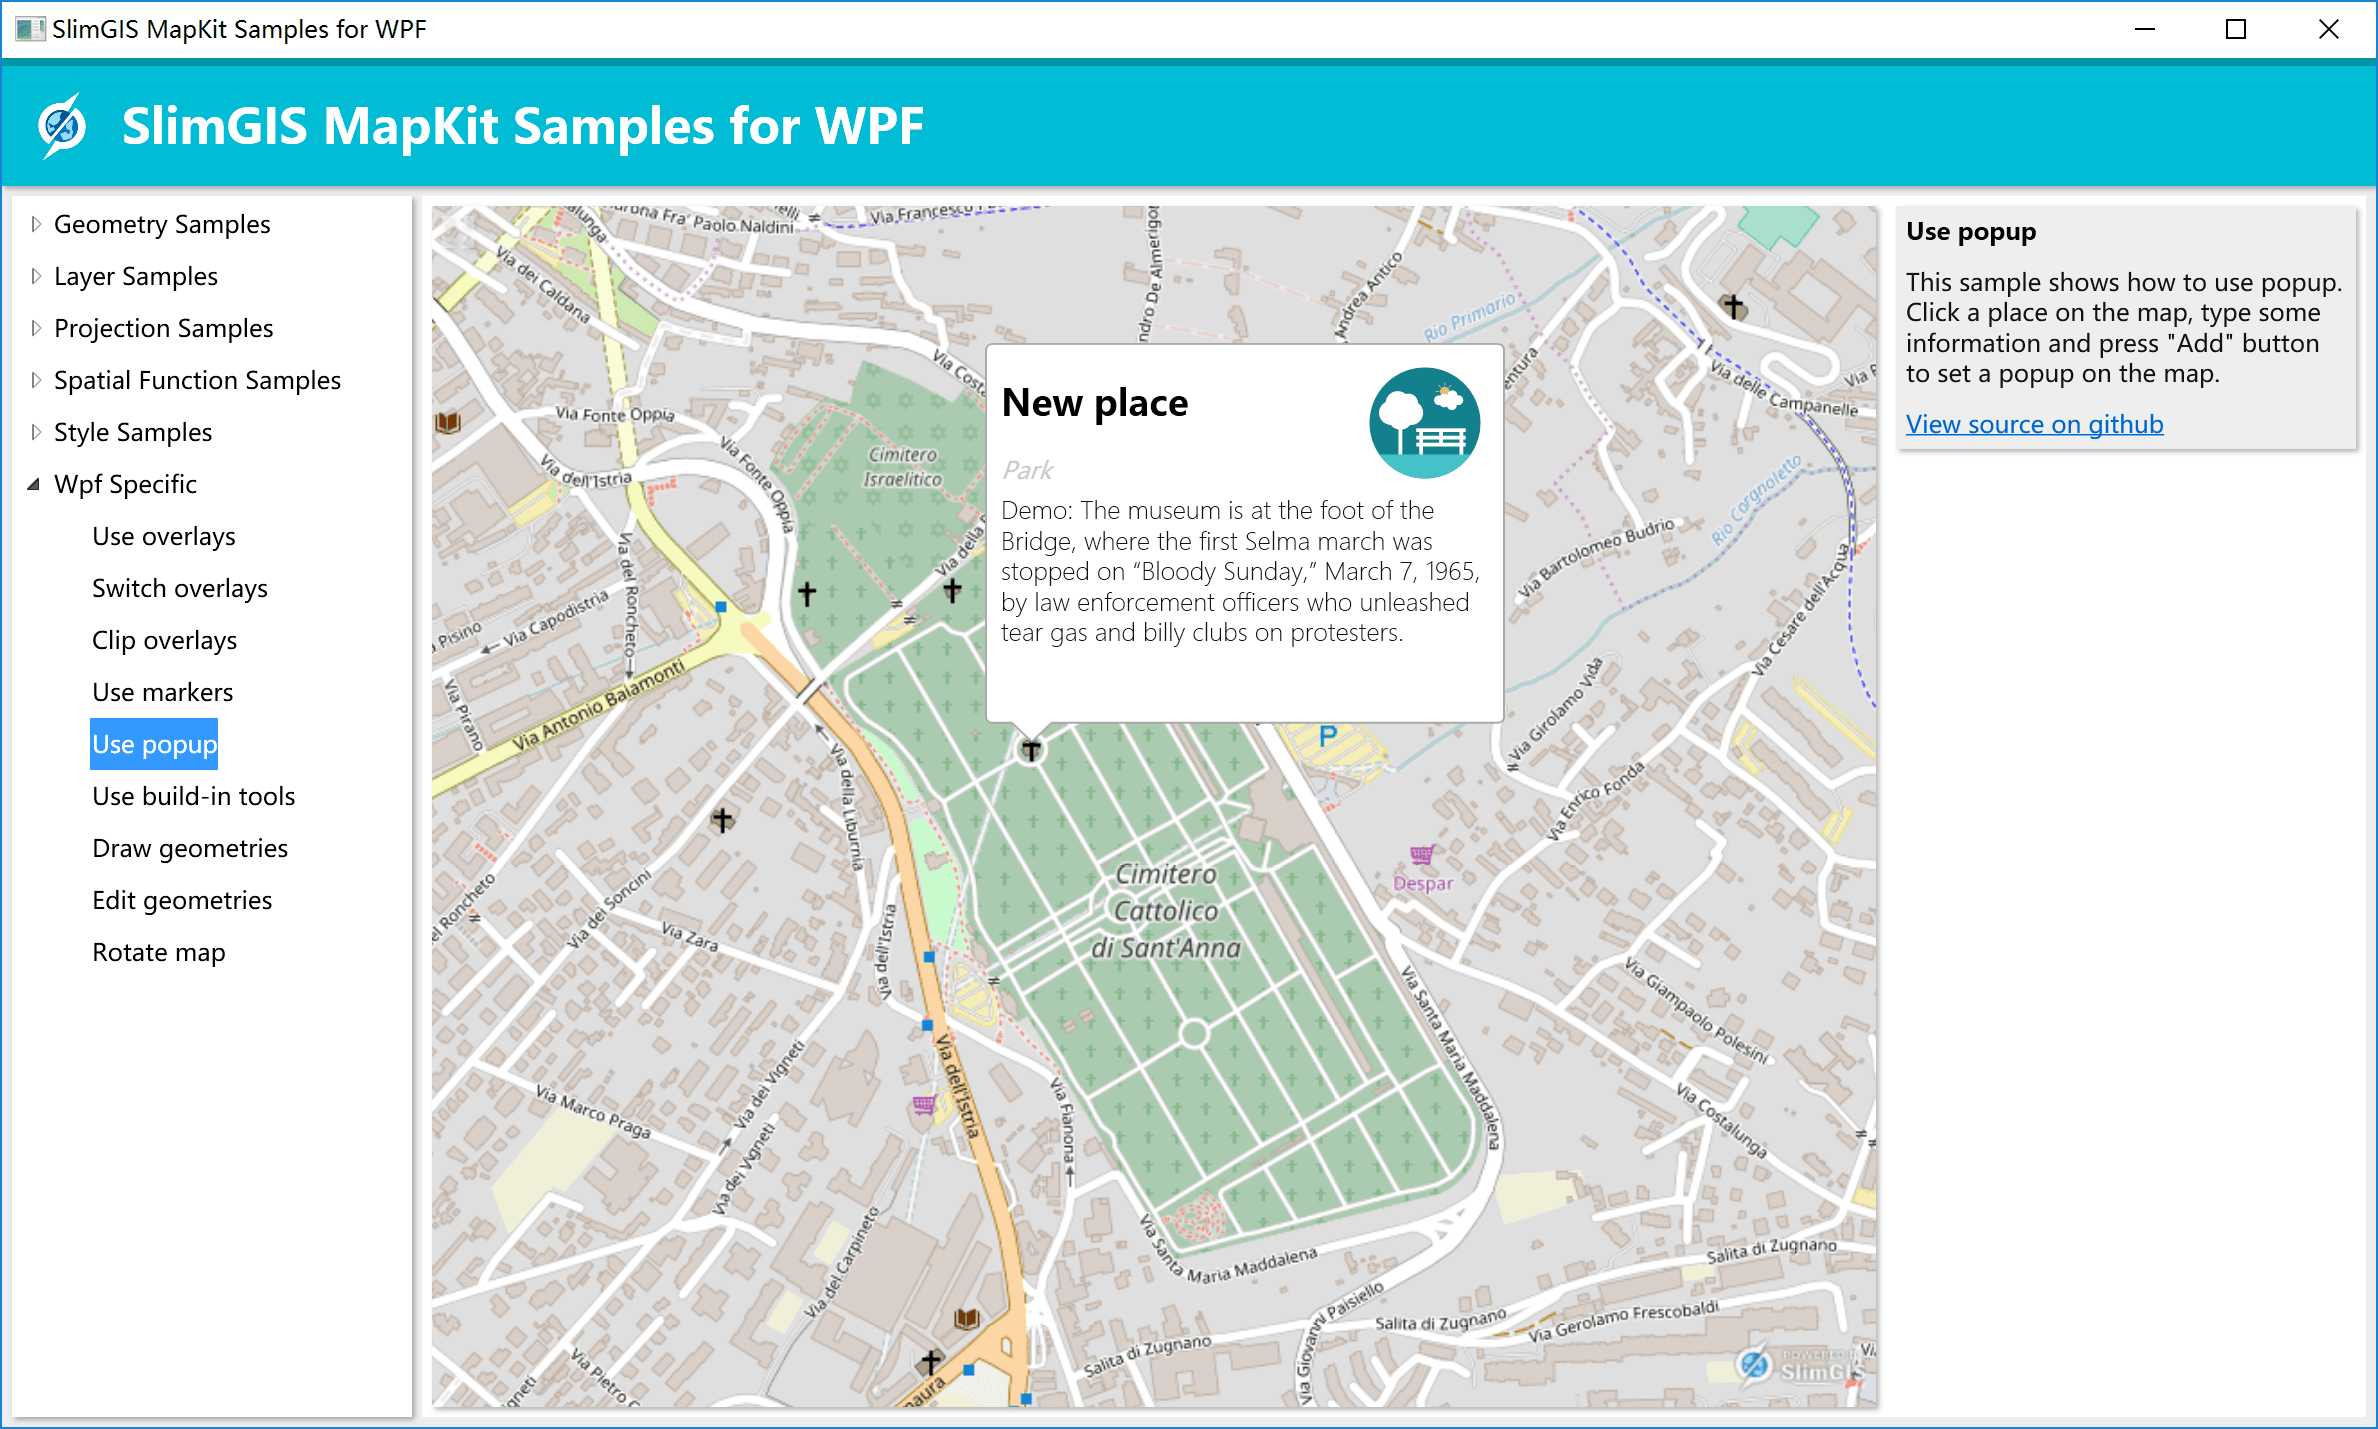 SlimGIS MapKit Samples for WPF
SlimGIS MapKit Samples for WPF
Geometry Samples
Layer Samples
Projection Samples
Spatial Function Samples
Style Samples
Wpf Specific
Use overlays
Switch overlays
Clip overlays
Use markers
Use popup
Use build-in tools
Draw geometries
Edit geometries
Rotate map
Fra' Paolo Naldini
Via Francesco
Via dei Caldana
Andrea Antico
Rio Primario
Via delle Campanelle
Via Fonte Oppia
Via Fonte Oppia
Via dell'Istria
Cimitero
Israelitico
Via della
New place
Park
Demo: The museum is at the foot of the
Bridge, where the first Selma march was
stopped on “Bloody Sunday,” March 7, 1965,
by law enforcement officers who unleashed
tear gas and billy clubs on protesters.
Rio Corgnoletto
Via Bartolomeo Budrio
Via Cesare dell'Acqua
Via del Roncheto
Via Capodistria
Pisino
Via Pirano
Via Antonio Baiamonti
Via della Liburnia
P
Via Girolamo Vida
Via Enrico Fonda
Despar
Cimitero
Cattolico
di Sant'Anna
Roncheto
Via dei Soncini
Via Zara
Via dell'Istria
Via Santa Maria Maddalena
Via Giampaolo Polesini
Via Costalunga
Via dell'Istria
Via Fianona
Via Marco Praga
Via dei Vigneti
Via dei Vigneti
Via del Carpineto
Via Santa Maria Maddalena
Salita di Zugnano
Via Giovanni Paisiello
Salita di Zugnano
Via Gerolamo Frescobaldi
Salita di Zugnano
Via Pietro
POWERED
SlimGIS
Use popup
This sample shows how to use popup.
Click a place on the map, type some
information and press "Add" button
to set a popup on the map.
View source on github